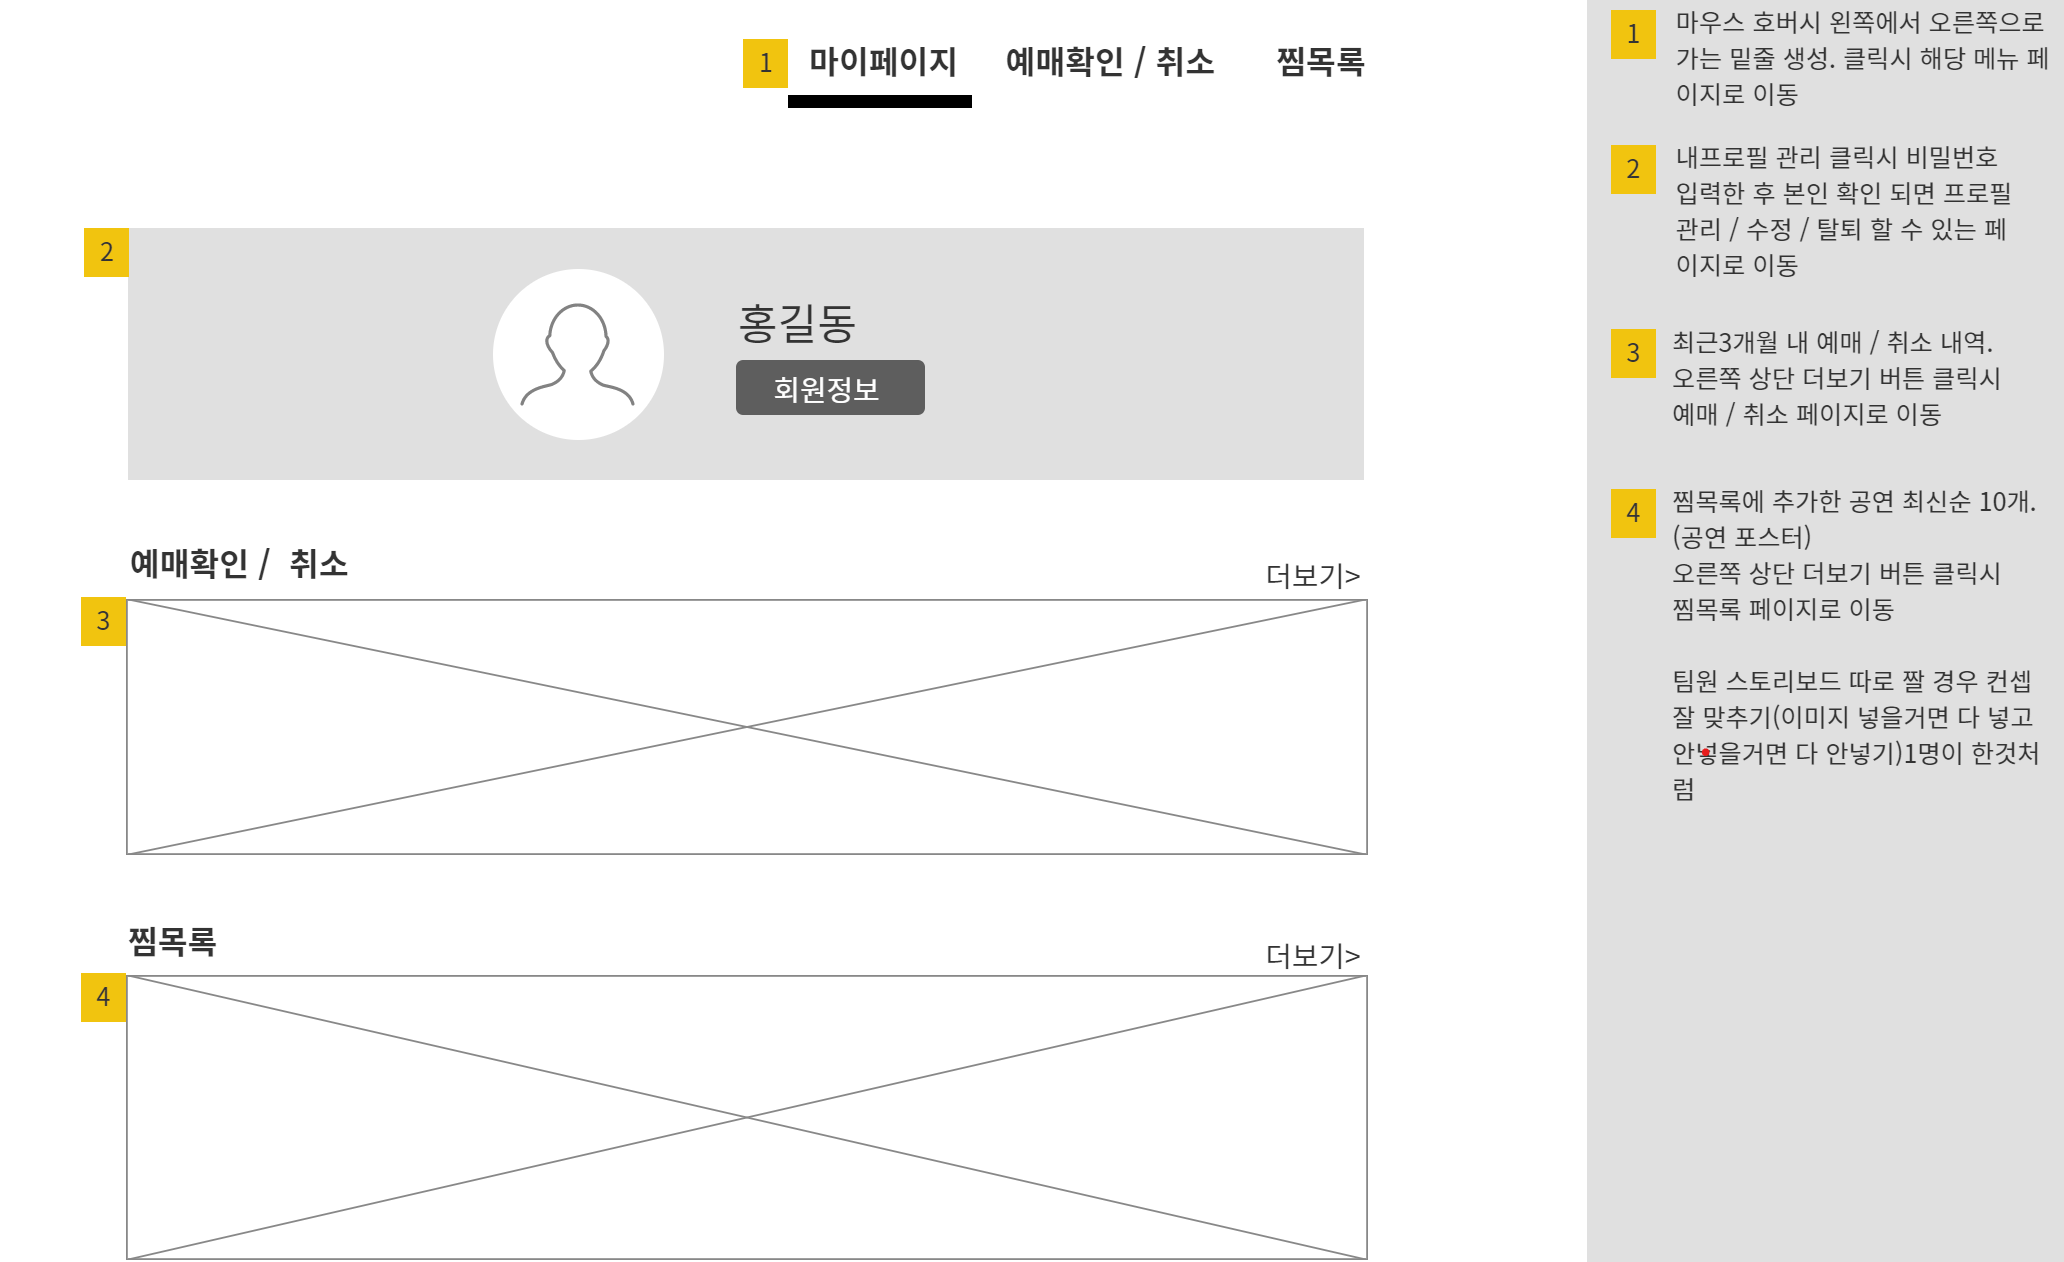 1 마이페이지 예매확인 / 취소 찜목록
2
홍길동
회원정보
예매확인 / 취소
더보기>
3
찜목록
더보기>
4
1 마우스 호버시 왼쪽에서 오른쪽으로
가는 밑줄 생성. 클릭시 해당 메뉴 페
이지로 이동
2 내프로필 관리 클릭시 비밀번호
입력한 후 본인 확인 되면 프로필
관리 / 수정 / 탈퇴 할 수 있는 페
이지로 이동
3 최근3개월 내 예매 / 취소 내역.
오른쪽 상단 더보기 버튼 클릭시
예매 / 취소 페이지로 이동
4 찜목록에 추가한 공연 최신순 10개.
(공연 포스터)
오른쪽 상단 더보기 버튼 클릭시
찜목록 페이지로 이동
팀원 스토리보드 따로 짤 경우 컨셉
잘 맞추기(이미지 넣을거면 다 넣고
안넣을거면 다 안넣기)1명이 한것처
럼